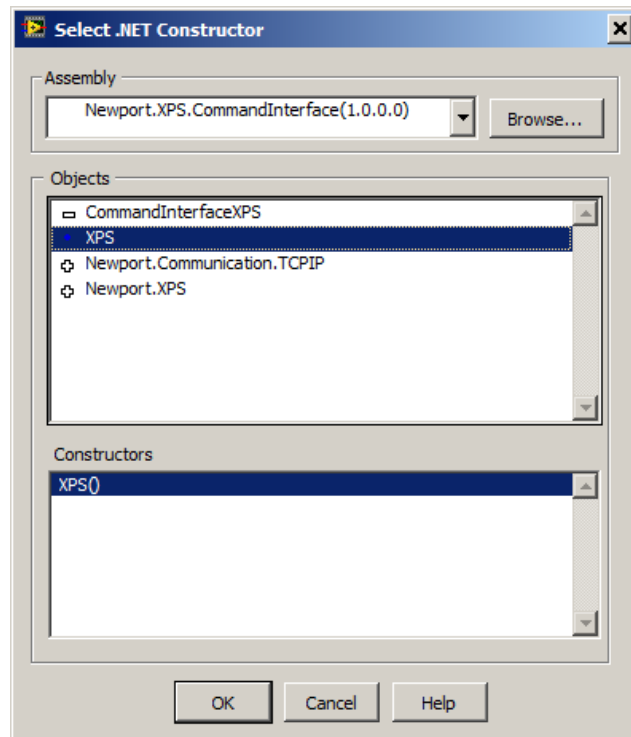 Select .NET Constructor
Assembly
Newport.XPS.CommandInterface(1.0.0.0)
Browse...
Objects
CommandInterfaceXPS
XPS
Newport.Communication.TCPIP
Newport.XPS
Constructors
XPS()
OK
Cancel
Help